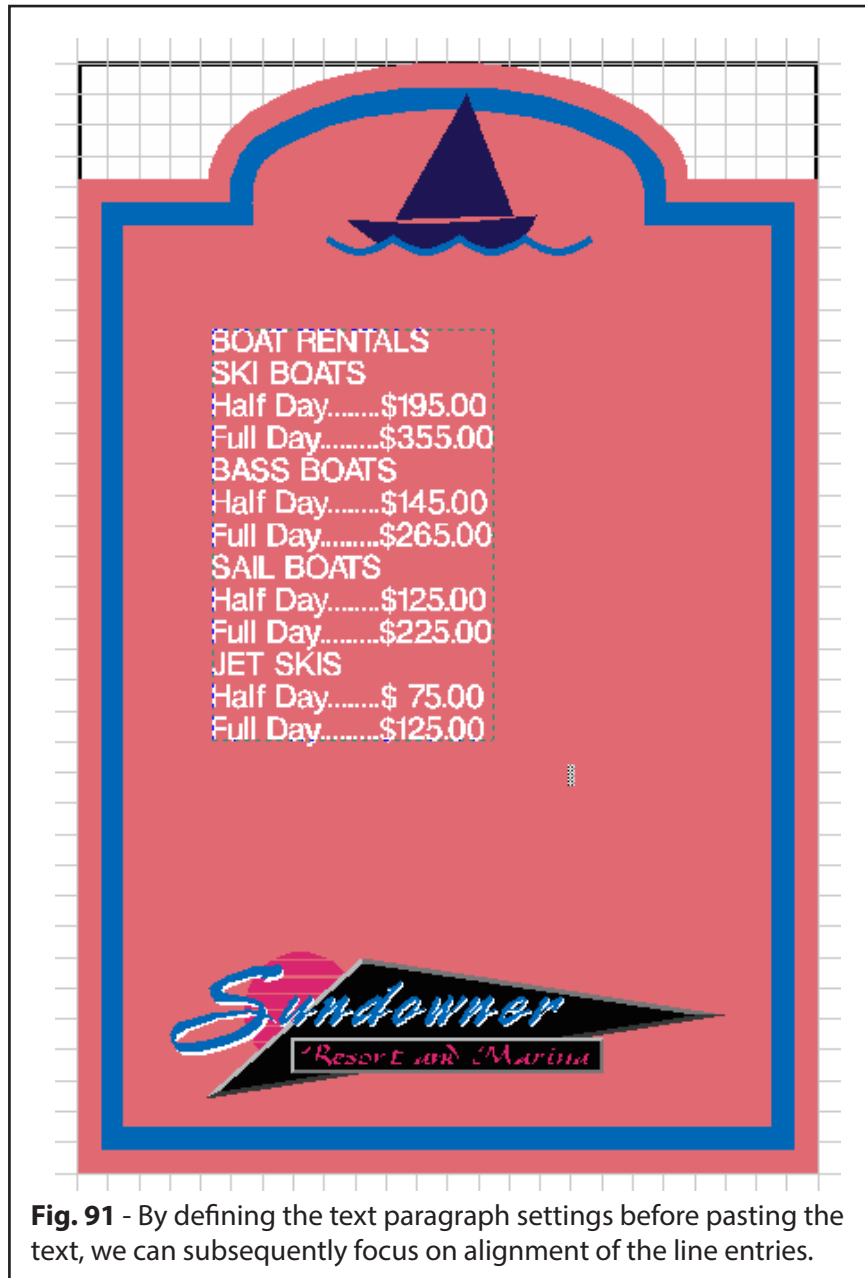 BOAT RENTALS
SKI BOATS
Half Day........$195.00
Full Day.........$355.00
BASS BOATS
Half Day........$145.00
Full Day.........$265.00
SAIL BOATS
Half Day........$125.00
Full Day.........$225.00
JET SKIS
Half Day........$ 75.00
Full Day.........$125.00
Sundowner
Resort and Marina
Fig. 91 - By defining the text paragraph settings before pasting the
text, we can subsequently focus on alignment of the line entries.